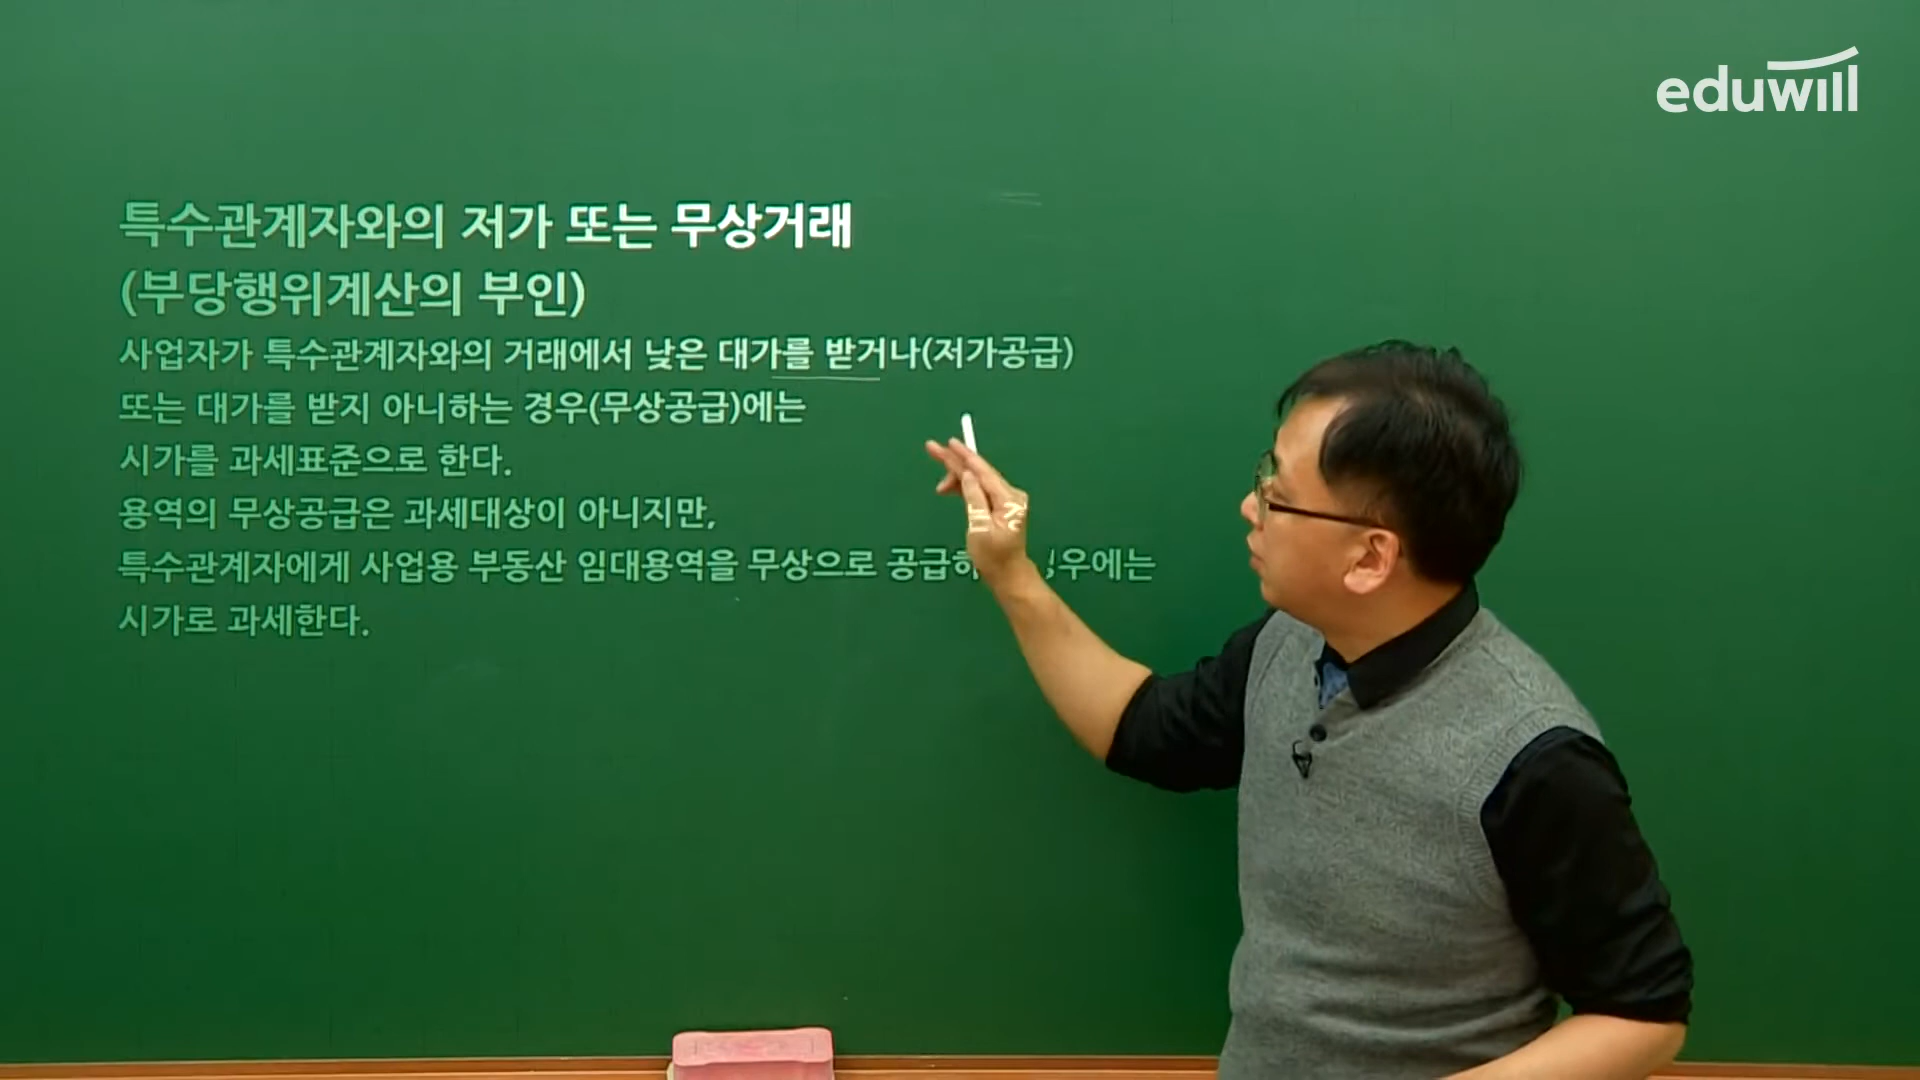 eduwill
특수관계자와의 저가 또는 무상거래
(부당행위계산의 부인)
사업자가 특수관계자와의 거래에서 낮은 대가를 받거나(저가공급)
또는 대가를 받지 아니하는 경우(무상공급)에는
시가를 과세표준으로 한다.
용역의 무상공급은 과세대상이 아니지만,
특수관계자에게 사업용 부동산 임대용역을 무상으로 공급하 우에는
시가로 과세한다.